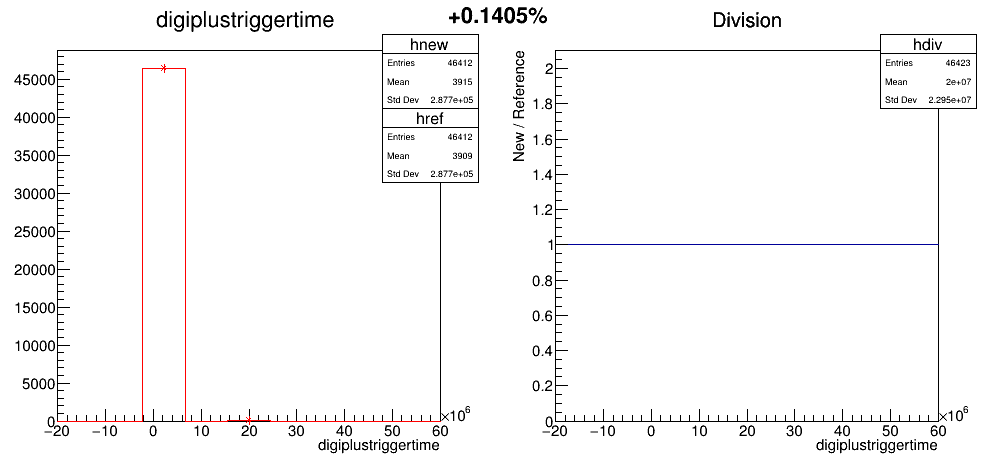 digiplustriggertime
+0.1405%
Division
hnew
Entries 46412
Mean 3915
Std Dev 2.877e+05
href
Entries 46412
Mean 3909
Std Dev 2.877e+05
45000
40000
35000
30000
25000
20000
15000
10000
5000
0
−20 −10 0 10 20 30 40 50 60
×10^6
digiplustriggertime
hdiv
Entries 46423
Mean 2e+07
Std Dev 2.295e+07
New / Reference
2
1.8
1.6
1.4
1.2
1
0.8
0.6
0.4
0.2
0
−20 −10 0 10 20 30 40 50 60
×10^6
digiplustriggertime